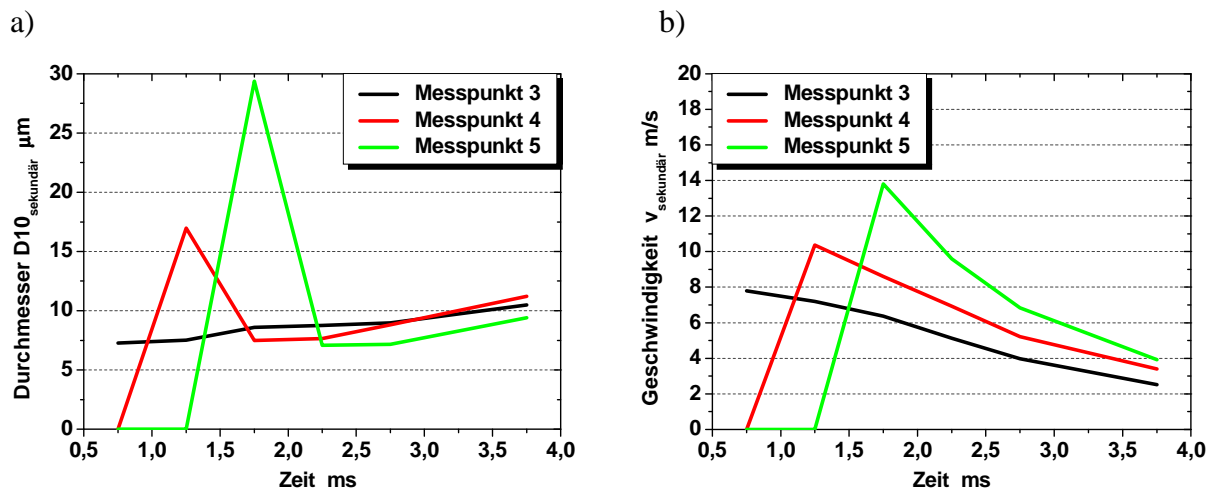 a)
Durchmesser D10sekundär µm
30
25
20
15
10
5
0
Messpunkt 3
Messpunkt 4
Messpunkt 5
0,5 1,0 1,5 2,0 2,5 3,0 3,5 4,0
Zeit ms
b)
Geschwindigkeit vsekundär m/s
20
18
16
14
12
10
8
6
4
2
0
Messpunkt 3
Messpunkt 4
Messpunkt 5
0,5 1,0 1,5 2,0 2,5 3,0 3,5 4,0
Zeit ms